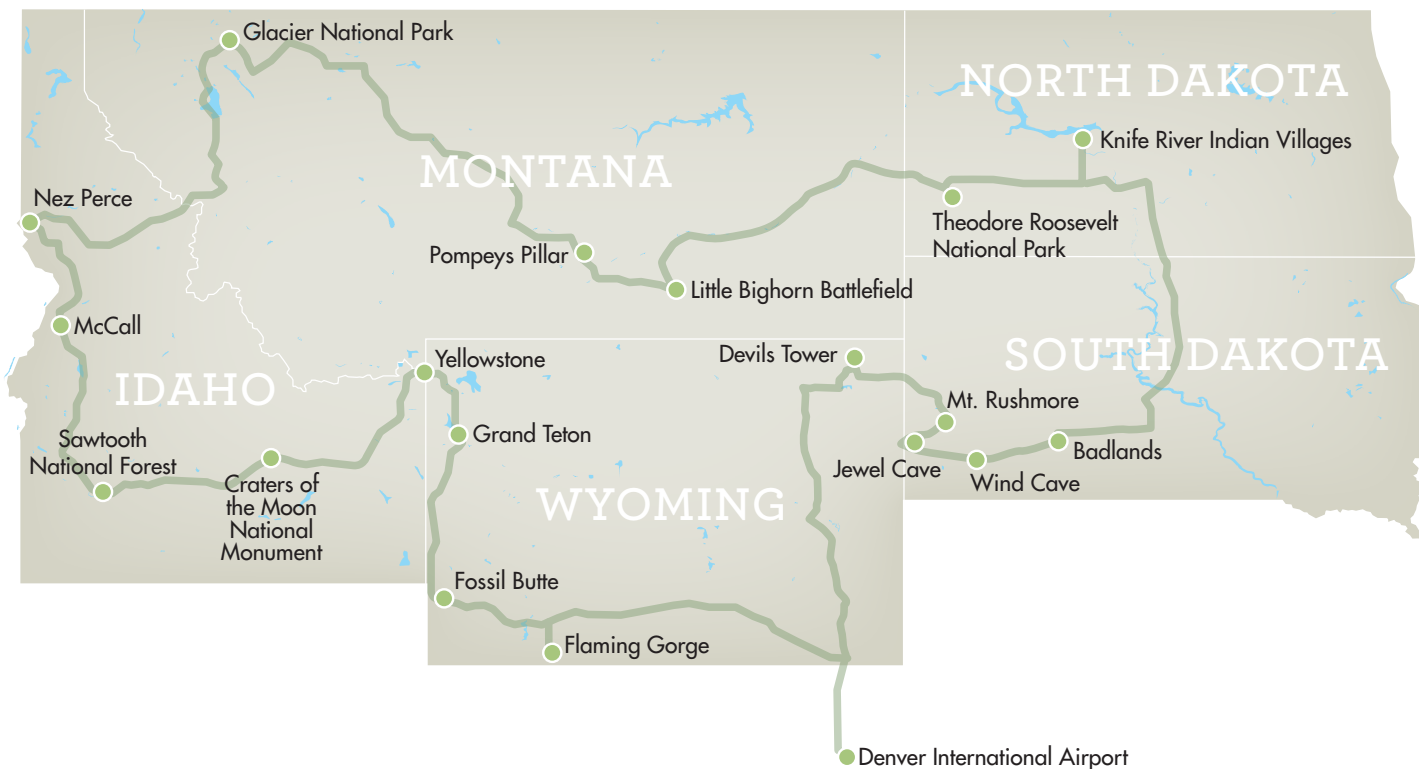 Glacier National Park
NORTH DAKOTA
Knife River Indian Villages
MONTANA
Nez Perce
Theodore Roosevelt
National Park
Pompeys Pillar
Little Bighorn Battlefield
McCall
Yellowstone
Devils Tower
SOUTH DAKOTA
IDAHO
Mt. Rushmore
Sawtooth
National Forest
Grand Teton
Badlands
Jewel Cave
Wind Cave
Craters of
the Moon
National
Monument
WYOMING
Fossil Butte
Flaming Gorge
Denver International Airport